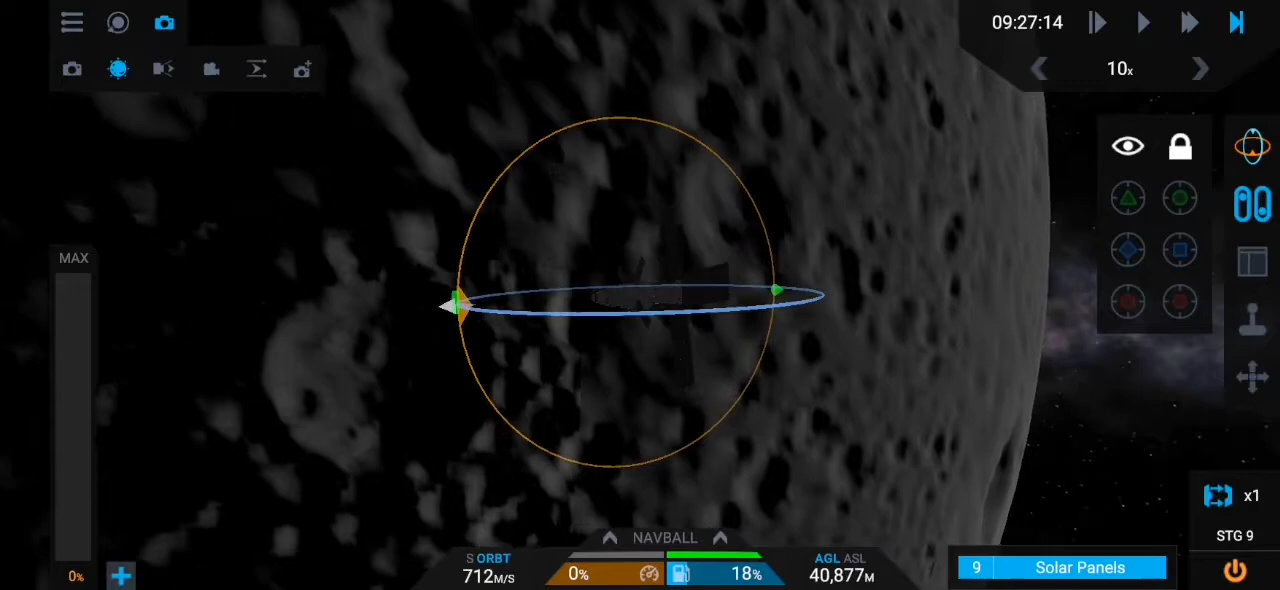 09:27:14
10x
MAX
0%
NAVBALL
S ORBT
712M/S
0%
18%
AGL ASL
40,877M
9 Solar Panels
x1
STG 9